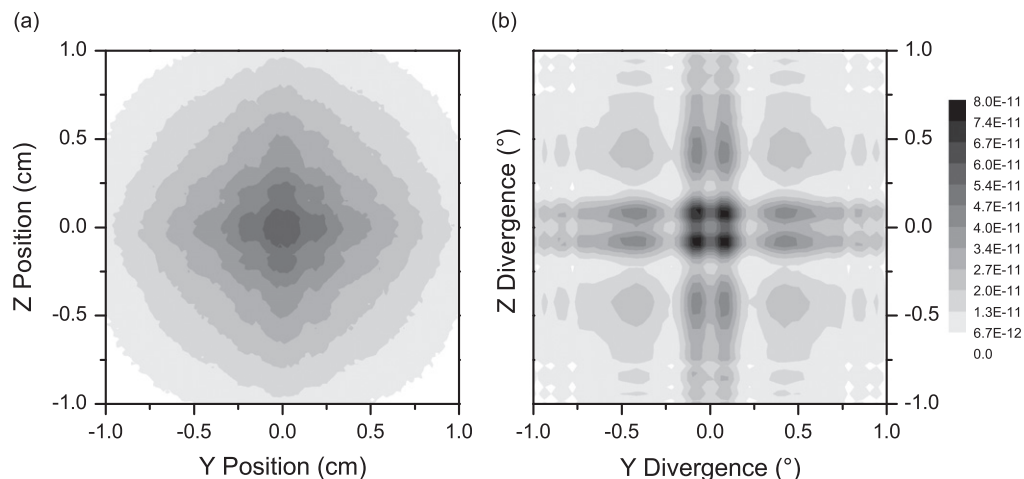 (a)
(b)
1.0
0.5
0.0
-0.5
-1.0
-1.0
-0.5
0.0
0.5
1.0
Z Position (cm)
Y Position (cm)
1.0
0.5
0.0
-0.5
-1.0
-1.0
-0.5
0.0
0.5
1.0
Z Divergence (°)
Y Divergence (°)
8.0E-11
7.4E-11
6.7E-11
6.0E-11
5.4E-11
4.7E-11
4.0E-11
3.4E-11
2.7E-11
2.0E-11
1.3E-11
6.7E-12
0.0